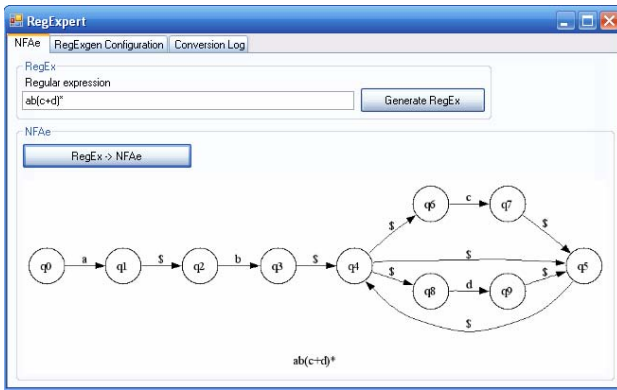 RegExpert
NFAe RegExgen Configuration Conversion Log
RegEx
Regular expression
ab(c+d)*
Generate RegEx
NFAe
RegEx -> NFAe
q6 c q7
$ $
q0 a q1 $ q2 b q3 $ q4 $ q5
$ q8 d q9 $
$
ab(c+d)*